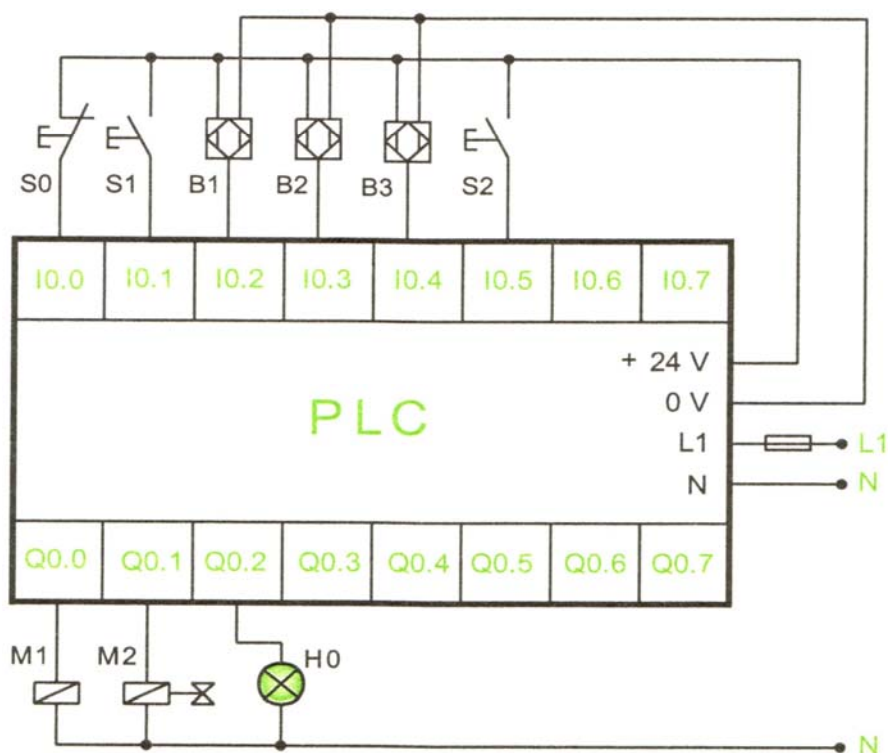 S0 S1 B1 B2 B3 S2
I0.0 I0.1 I0.2 I0.3 I0.4 I0.5 I0.6 I0.7
+ 24 V
0 V
PLC
L1 L1
N N
Q0.0 Q0.1 Q0.2 Q0.3 Q0.4 Q0.5 Q0.6 Q0.7
M1 M2 H0
N